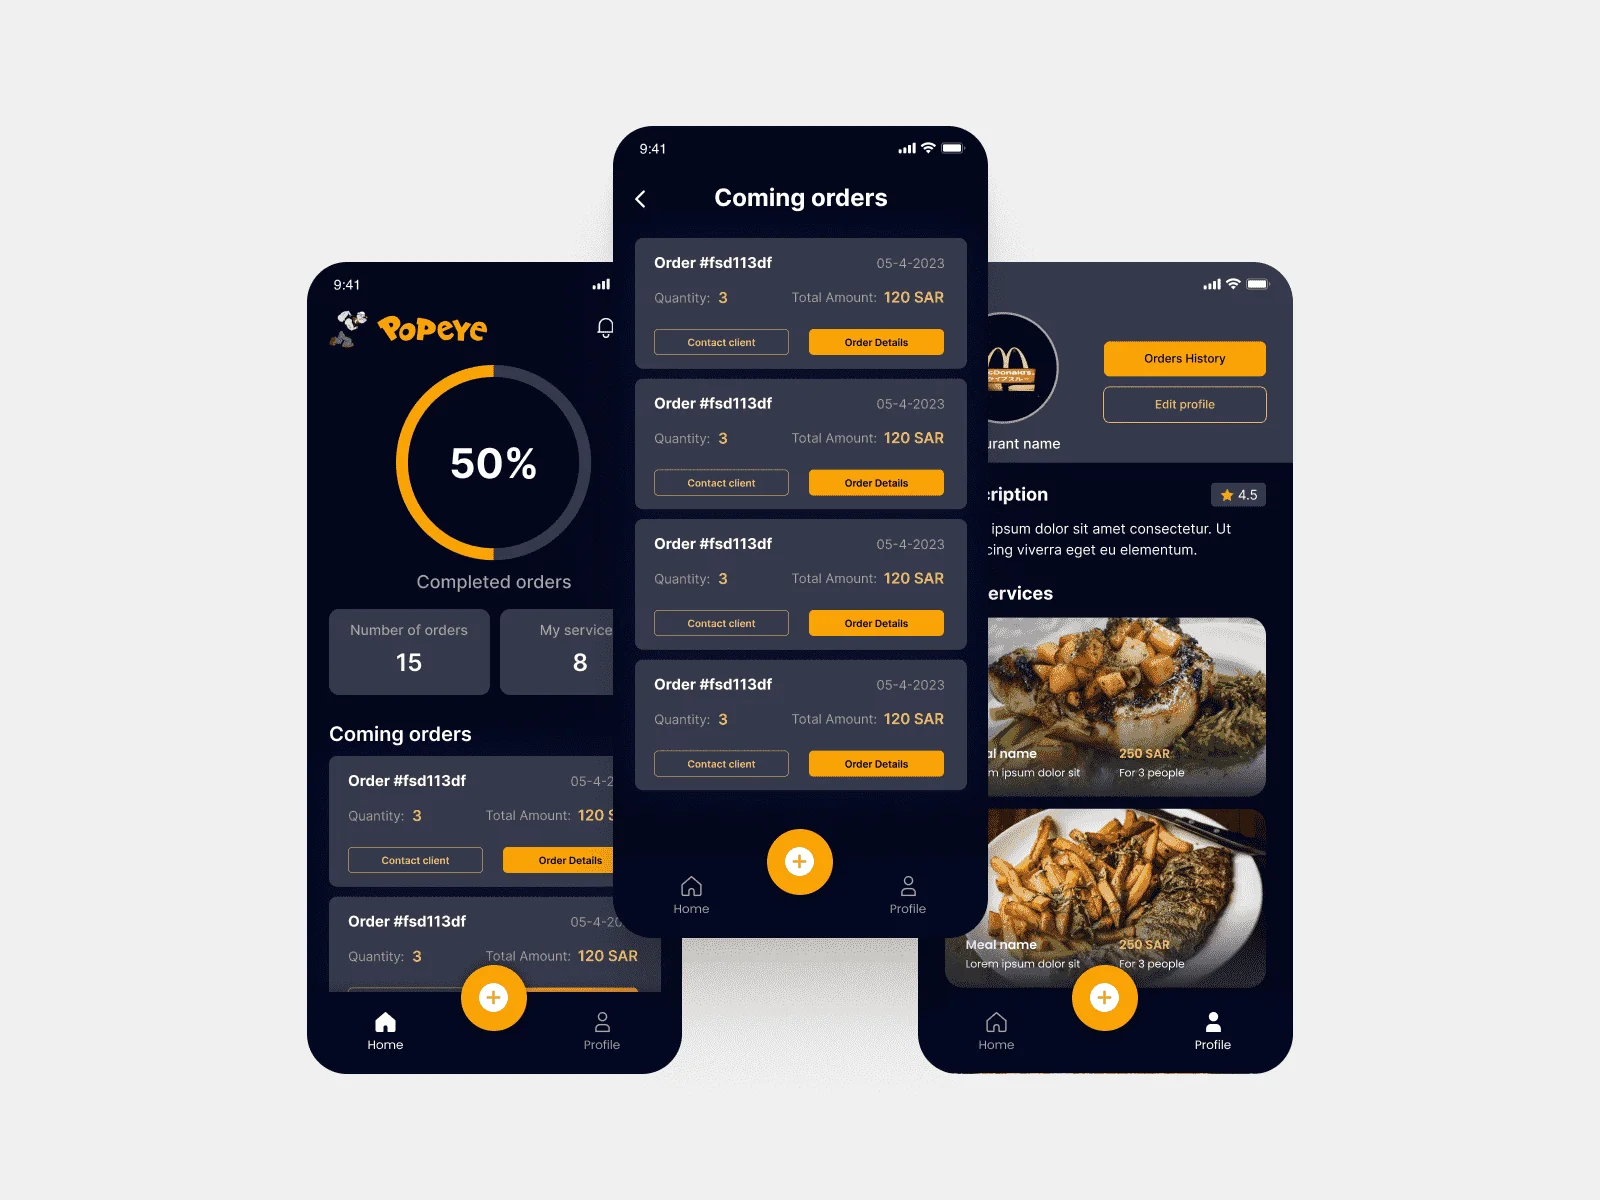 9:41
POPEYE
50%
Completed orders
Number of orders
15
My service
8
Coming orders
Order #fsd113df
05-4-2
Quantity: 3
Total Amount: 120 S
Contact client
Order Details
Order #fsd113df
05-4-20
Quantity: 3
Total Amount: 120 SAR
Home
Profile
9:41
Coming orders
Order #fsd113df
05-4-2023
Quantity: 3
Total Amount: 120 SAR
Contact client
Order Details
Order #fsd113df
05-4-2023
Quantity: 3
Total Amount: 120 SAR
Contact client
Order Details
Order #fsd113df
05-4-2023
Quantity: 3
Total Amount: 120 SAR
Contact client
Order Details
Order #fsd113df
05-4-2023
Quantity: 3
Total Amount: 120 SAR
Contact client
Order Details
Home
Profile
cDonald's.
Orders History
Edit profile
urant name
cription
4.5
ipsum dolor sit amet consectetur. Ut
cing viverra eget eu elementum.
ervices
al name
250 SAR
m ipsum dolor sit
For 3 people
Meal name
250 SAR
Lorem ipsum dolor sit
For 3 people
Home
Profile